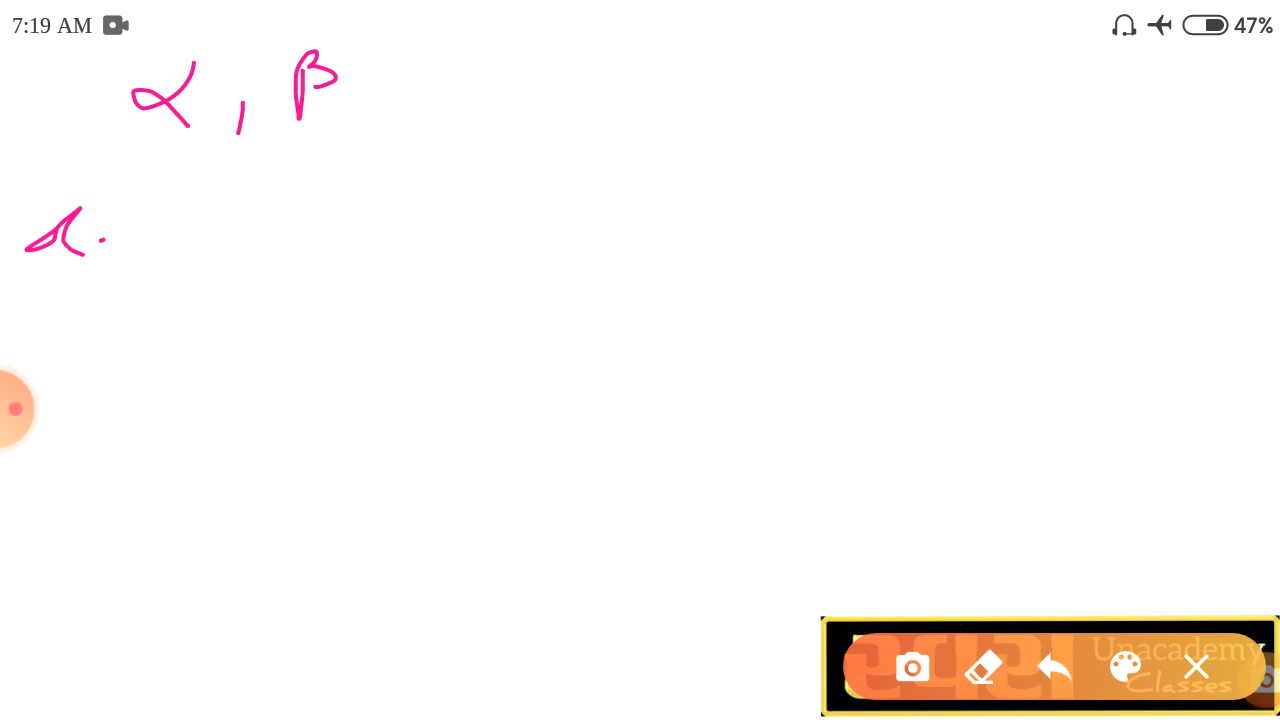 7:19 AM 47%
α, β
α.
Unacademy
Classes